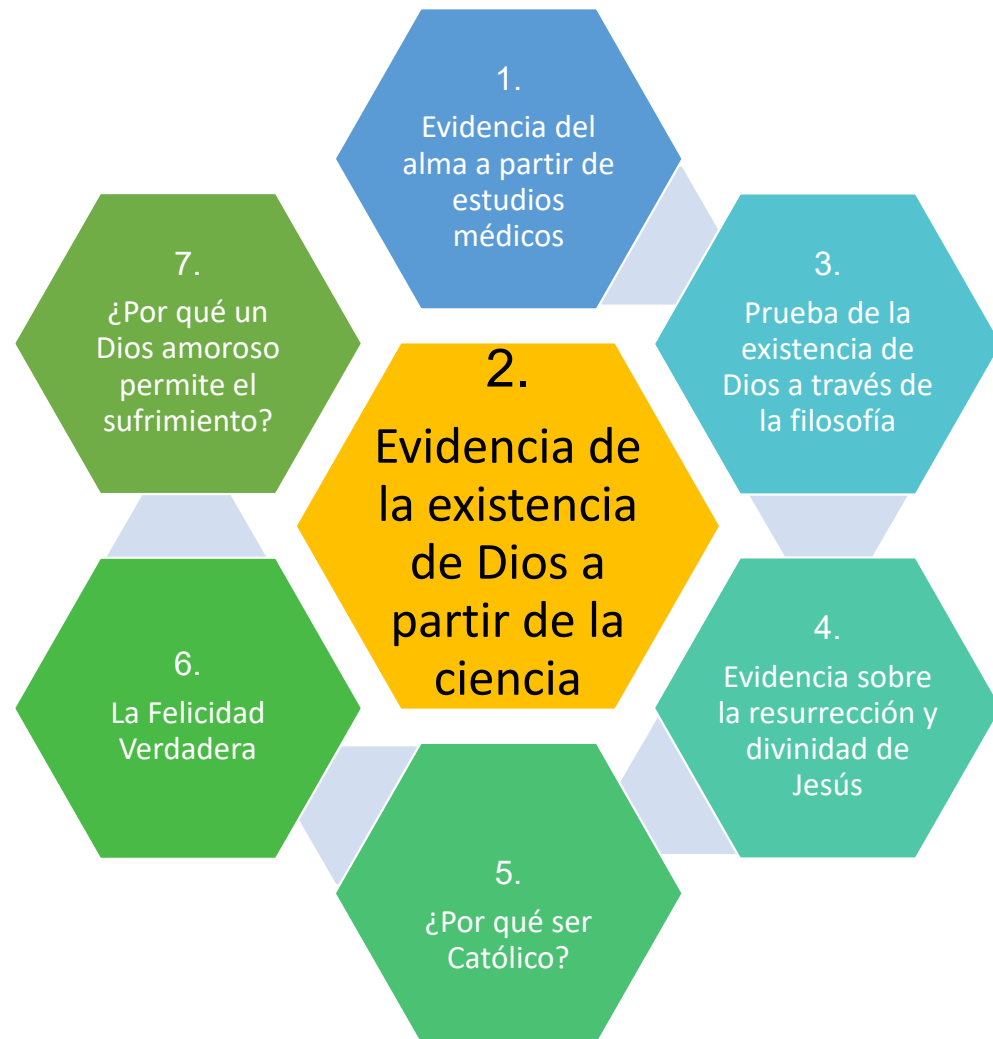 1.
Evidencia del
alma a partir de
estudios
médicos
2.
Evidencia de
la existencia
de Dios a
partir de la
ciencia
3.
Prueba de la
existencia de
Dios a través de
la filosofía
4.
Evidencia sobre
la resurrección y
divinidad de
Jesús
5.
¿Por qué ser
Católico?
6.
La Felicidad
Verdadera
7.
¿Por qué un
Dios amoroso
permite el
sufrimiento?